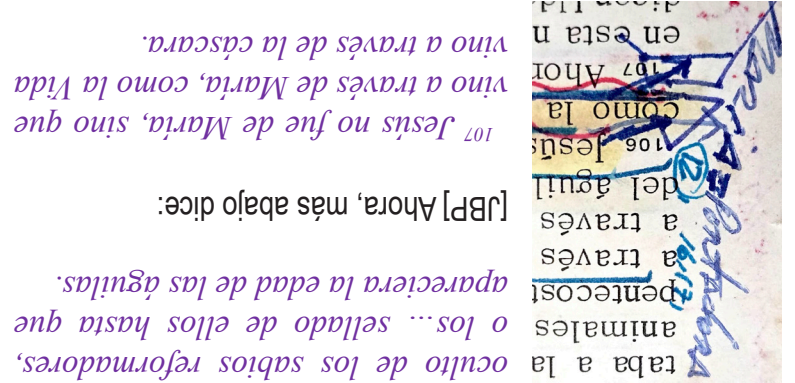 oculto de los sabios reformadores,
o los... sellado de ellos hasta que
apareciera la edad de las águilas.
[JBP] Ahora, más abajo dice:
107 Jesús no fue de María, sino que
vino a través de María, como la Vida
vino a través de la cáscara.
taba a la
animales
pentecost
a través
a través
del águil
106 Jesús
como la
107 Ahor
en esta n
12
16:17)